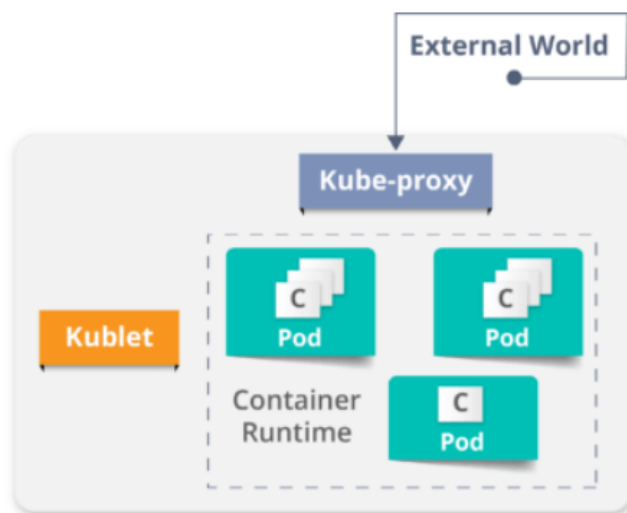 External World
Kube-proxy
C
Pod
C
Pod
Kublet
Container
Runtime
C
Pod